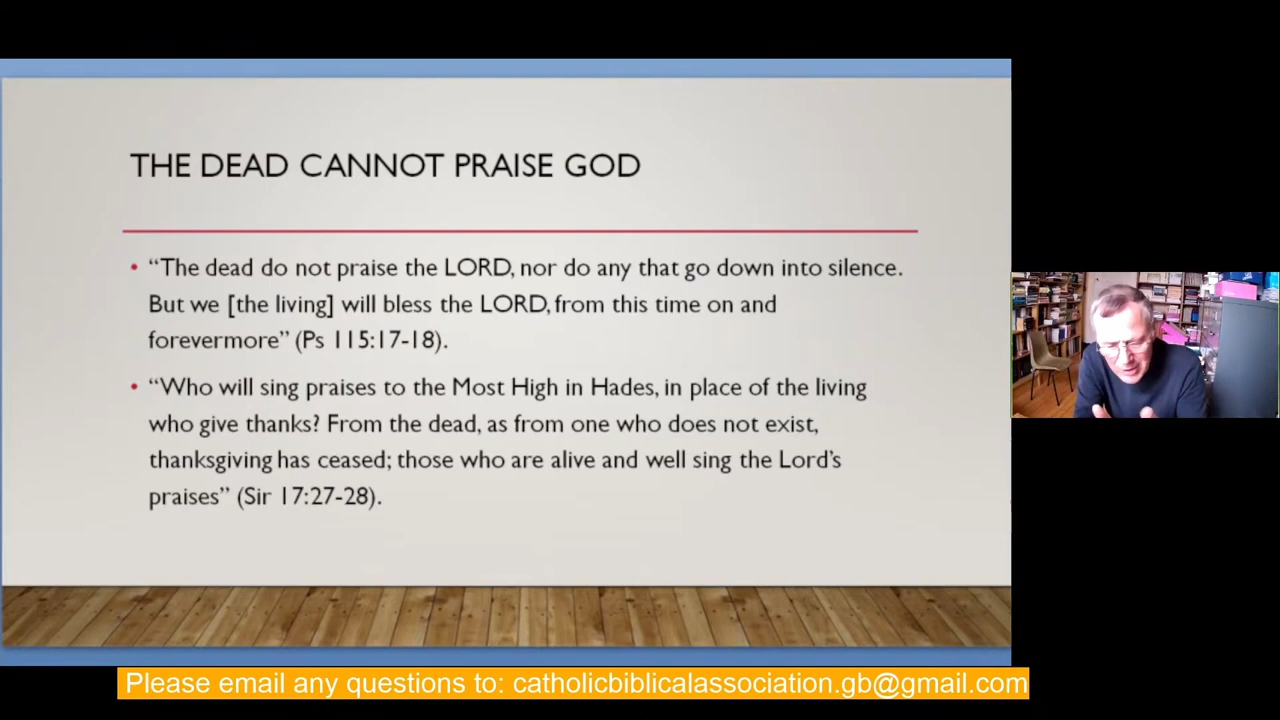 THE DEAD CANNOT PRAISE GOD
• “The dead do not praise the LORD, nor do any that go down into silence.
But we [the living] will bless the LORD, from this time on and
forevermore” (Ps 115:17-18).
• “Who will sing praises to the Most High in Hades, in place of the living
who give thanks? From the dead, as from one who does not exist,
thanksgiving has ceased; those who are alive and well sing the Lord’s
praises” (Sir 17:27-28).
Please email any questions to: catholicbiblicalassociation.gb@gmail.com